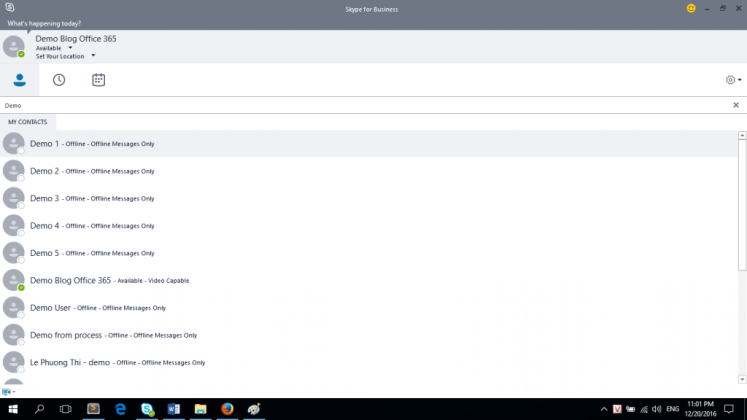 Skype for Business
What's happening today?
Demo Blog Office 365
Available
Set Your Location
Demo
MY CONTACTS
Demo 1 - Offline - Offline Messages Only
Demo 2 - Offline - Offline Messages Only
Demo 3 - Offline - Offline Messages Only
Demo 4 - Offline - Offline Messages Only
Demo 5 - Offline - Offline Messages Only
Demo Blog Office 365 - Available - Video Capable
Demo User - Offline - Offline Messages Only
Demo from process - Offline - Offline Messages Only
Le Phuong Thi - demo - Offline - Offline Messages Only
V ENG 11:01 PM
12/20/2016